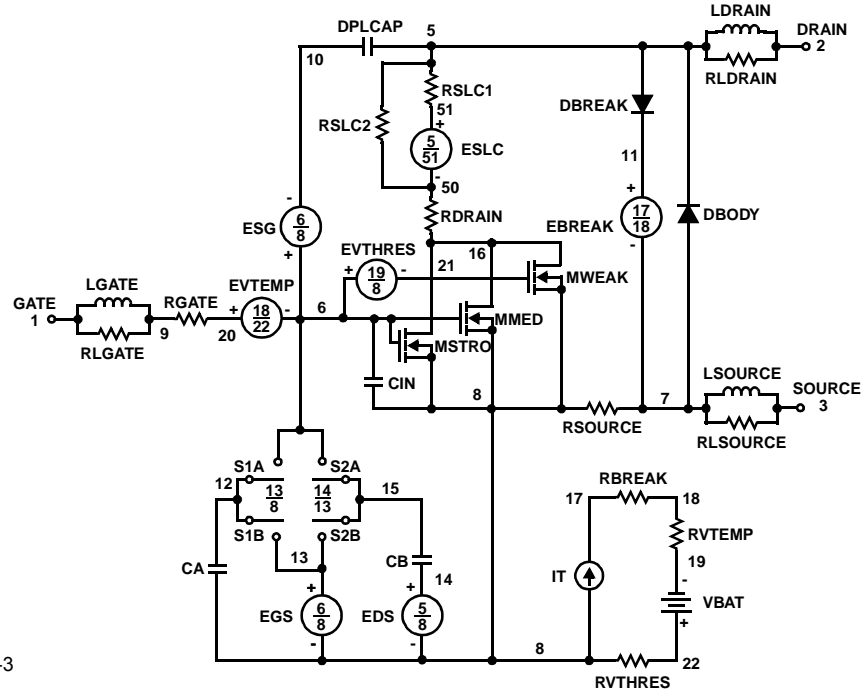 LDRAIN
DPLCAP 5 DRAIN
10 2
RSLC1 RLDRAIN
51 DBREAK
RSLC2 +
5
51 ESLC
11
- 50
- +
6
8 ESG
RDRAIN
17
18 EBREAK DBODY
+ EVTHRES 16 -
+ 19
8 - 21 MWEAK
LGATE EVTEMP
GATE RGATE + 18
22 - 6 MMED
1 9 20
RLGATE MSTRO
CIN 8 LSOURCE
7 SOURCE
3
RSOURCE RLSOURCE
S1A S2A
12 13
8 14
13 15
S1B S2B
13
RBREAK
17 18
RVTEMP
CA CB 19
+ + 14 IT -
EGS 6
8 EDS 5
8 VBAT
- - +
8 22
RVTHRES
-3